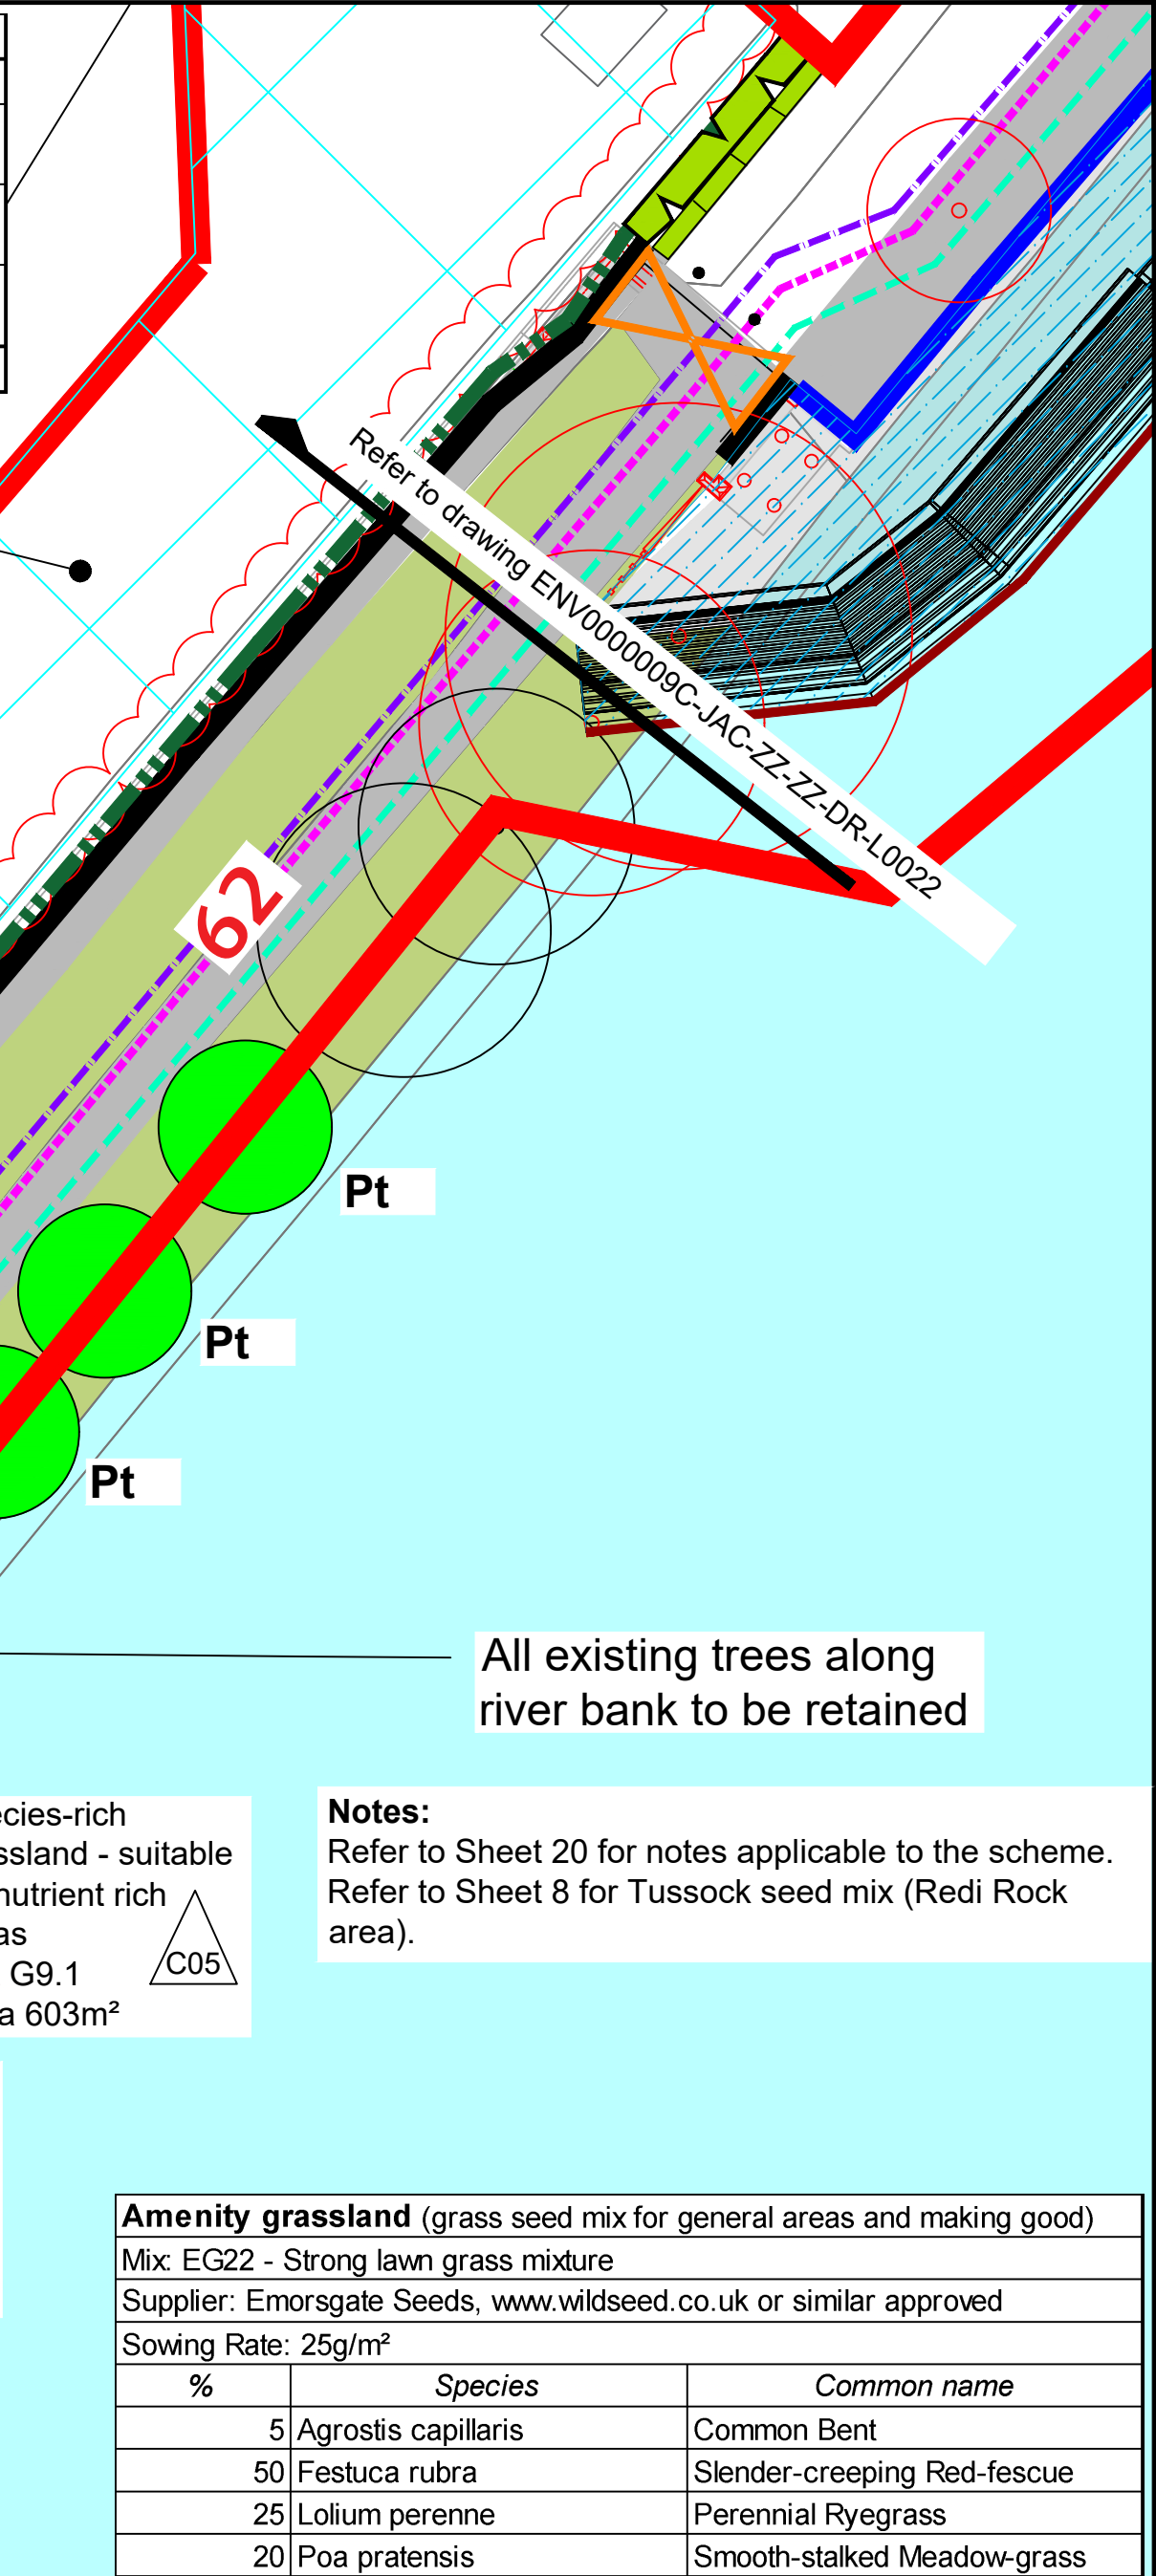 Refer to drawing ENV0000009C-JAC-ZZ-ZZ-DR-L0022
62
Pt
Pt
Pt
All existing trees along
river bank to be retained
ecies-rich
ssland - suitable
nutrient rich
as
G9.1
a 603m²
C05
Notes:
Refer to Sheet 20 for notes applicable to the scheme.
Refer to Sheet 8 for Tussock seed mix (Redi Rock
area).
Amenity grassland (grass seed mix for general areas and making good)
Mix: EG22 - Strong lawn grass mixture
Supplier: Emorsgate Seeds, www.wildseed.co.uk or similar approved
Sowing Rate: 25g/m²
% Species Common name
5 Agrostis capillaris Common Bent
50 Festuca rubra Slender-creeping Red-fescue
25 Lolium perenne Perennial Ryegrass
20 Poa pratensis Smooth-stalked Meadow-grass